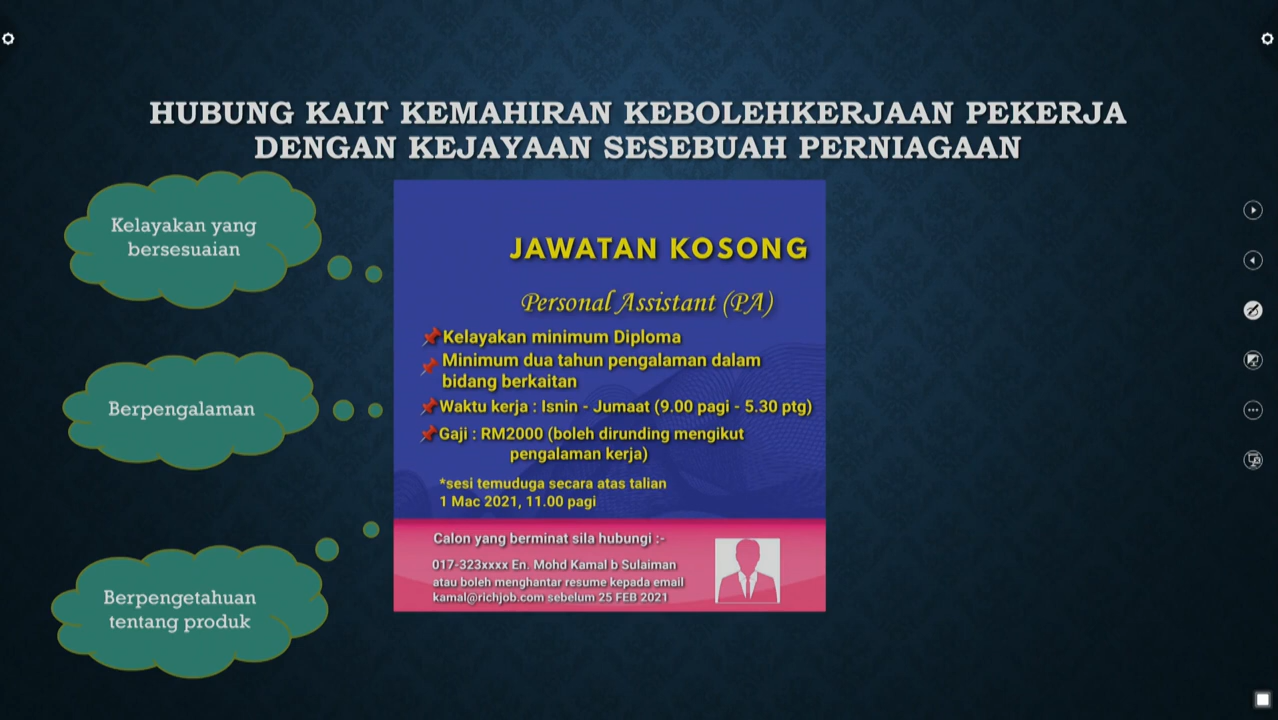 HUBUNG KAIT KEMAHIRAN KEBOLEHKERJAAN PEKERJA
DENGAN KEJAYAAN SESEBUAH PERNIAGAAN
Kelayakan yang
bersesuaian
Berpengalaman
Berpengetahuan
tentang produk
JAWATAN KOSONG
Personal Assistant (PA)
Kelayakan minimum Diploma
Minimum dua tahun pengalaman dalam
bidang berkaitan
Waktu kerja : Isnin - Jumaat (9.00 pagi - 5.30 ptg)
Gaji : RM2000 (boleh dirunding mengikut
pengalaman kerja)
*sesi temuduga secara atas talian
1 Mac 2021, 11.00 pagi
Calon yang berminat sila hubungi :-
017-323xxxx En. Mohd Kamal b Sulaiman
atau boleh menghantar resume kepada email
kamal@richjob.com sebelum 25 FEB 2021